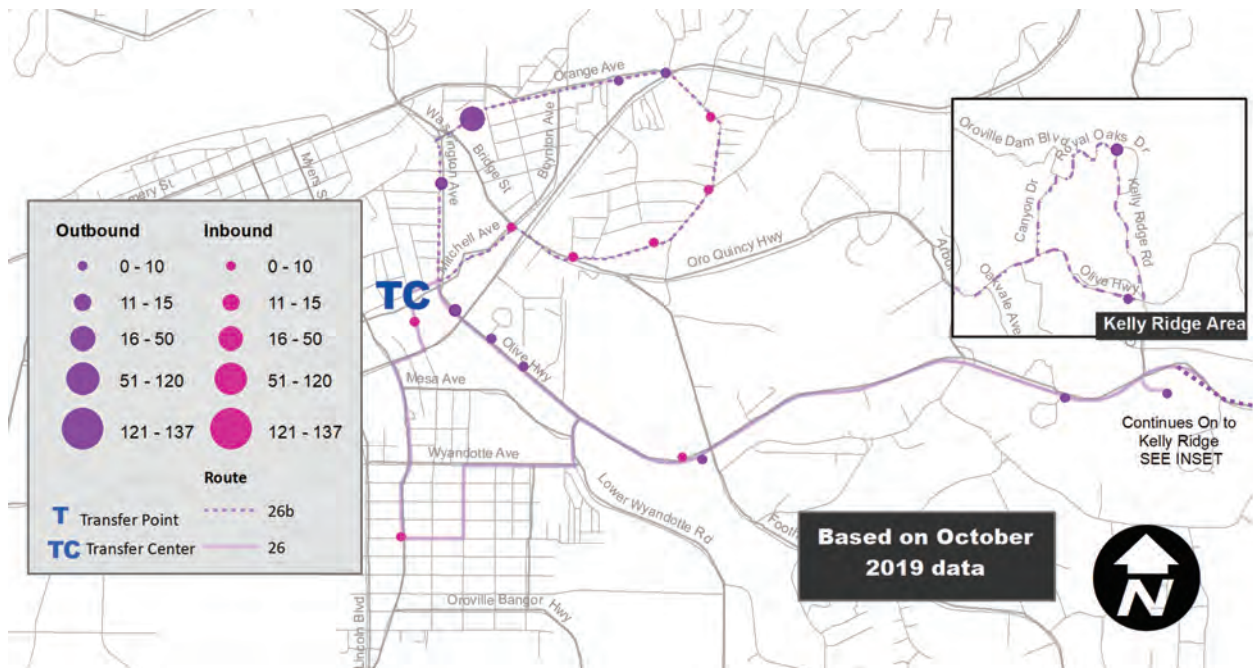 Orange Ave
Washington Ave
Bridge St
Boynton Ave
Myers S
mery St
Mitchell Ave
Oro Quincy Hwy
TC
Olive Hwy
Mesa Ave
Wyandotte Ave
Lower Wyandotte Rd
Footh
Oroville Bangor Hwy
Lincoln Blvd
Arbol
Outbound
Inbound
0 - 10
0 - 10
11 - 15
11 - 15
16 - 50
16 - 50
51 - 120
51 - 120
121 - 137
121 - 137
Route
T Transfer Point
26b
TC Transfer Center
26
Oroville Dam Blvd
Royal Oaks Dr
Canyon Dr
Kelly Ridge Rd
Olive Hwy
Oakvale Ave
Kelly Ridge Area
Continues On to
Kelly Ridge
SEE INSET
Based on October
2019 data
N